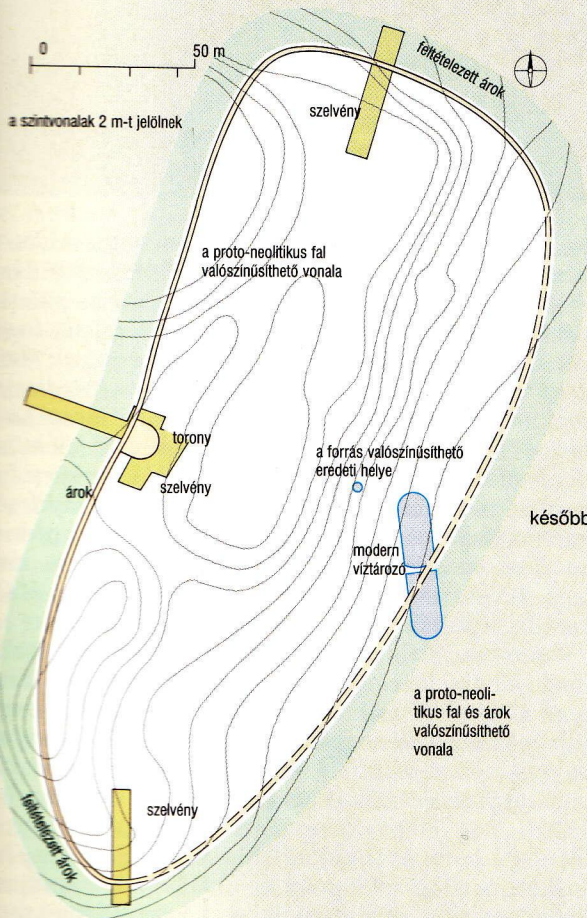 0 50 m
a szintvonalak 2 m-t jelölnek
feltételezett árok
szelvény
a proto-neolitikus fal
valószínűsíthető vonala
torony
szelvény
árok
a forrás valószínűsíthető
eredeti helye
később
modern
víztározó
a proto-neoli-
tikus fal és árok
valószínűsíthető
vonala
szelvény
feltételezett árok